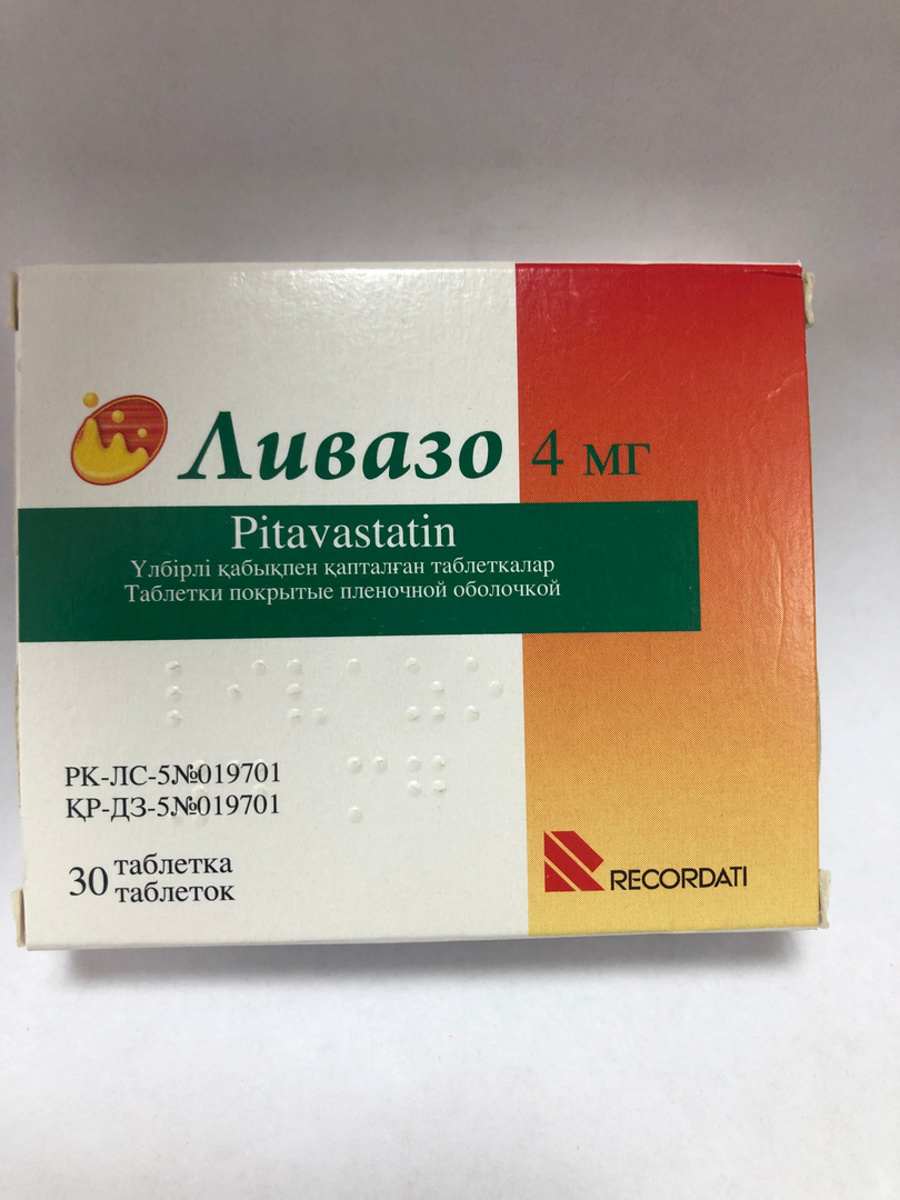 Ливазо 4 мг
Pitavastatin
Үлбірлі қабықпен қапталған таблеткалар
Таблетки покрытые пленочной оболочкой
РК-ЛС-5№019701
ҚР-ДЗ-5№019701
30 таблетка
таблеток
RECORDATI